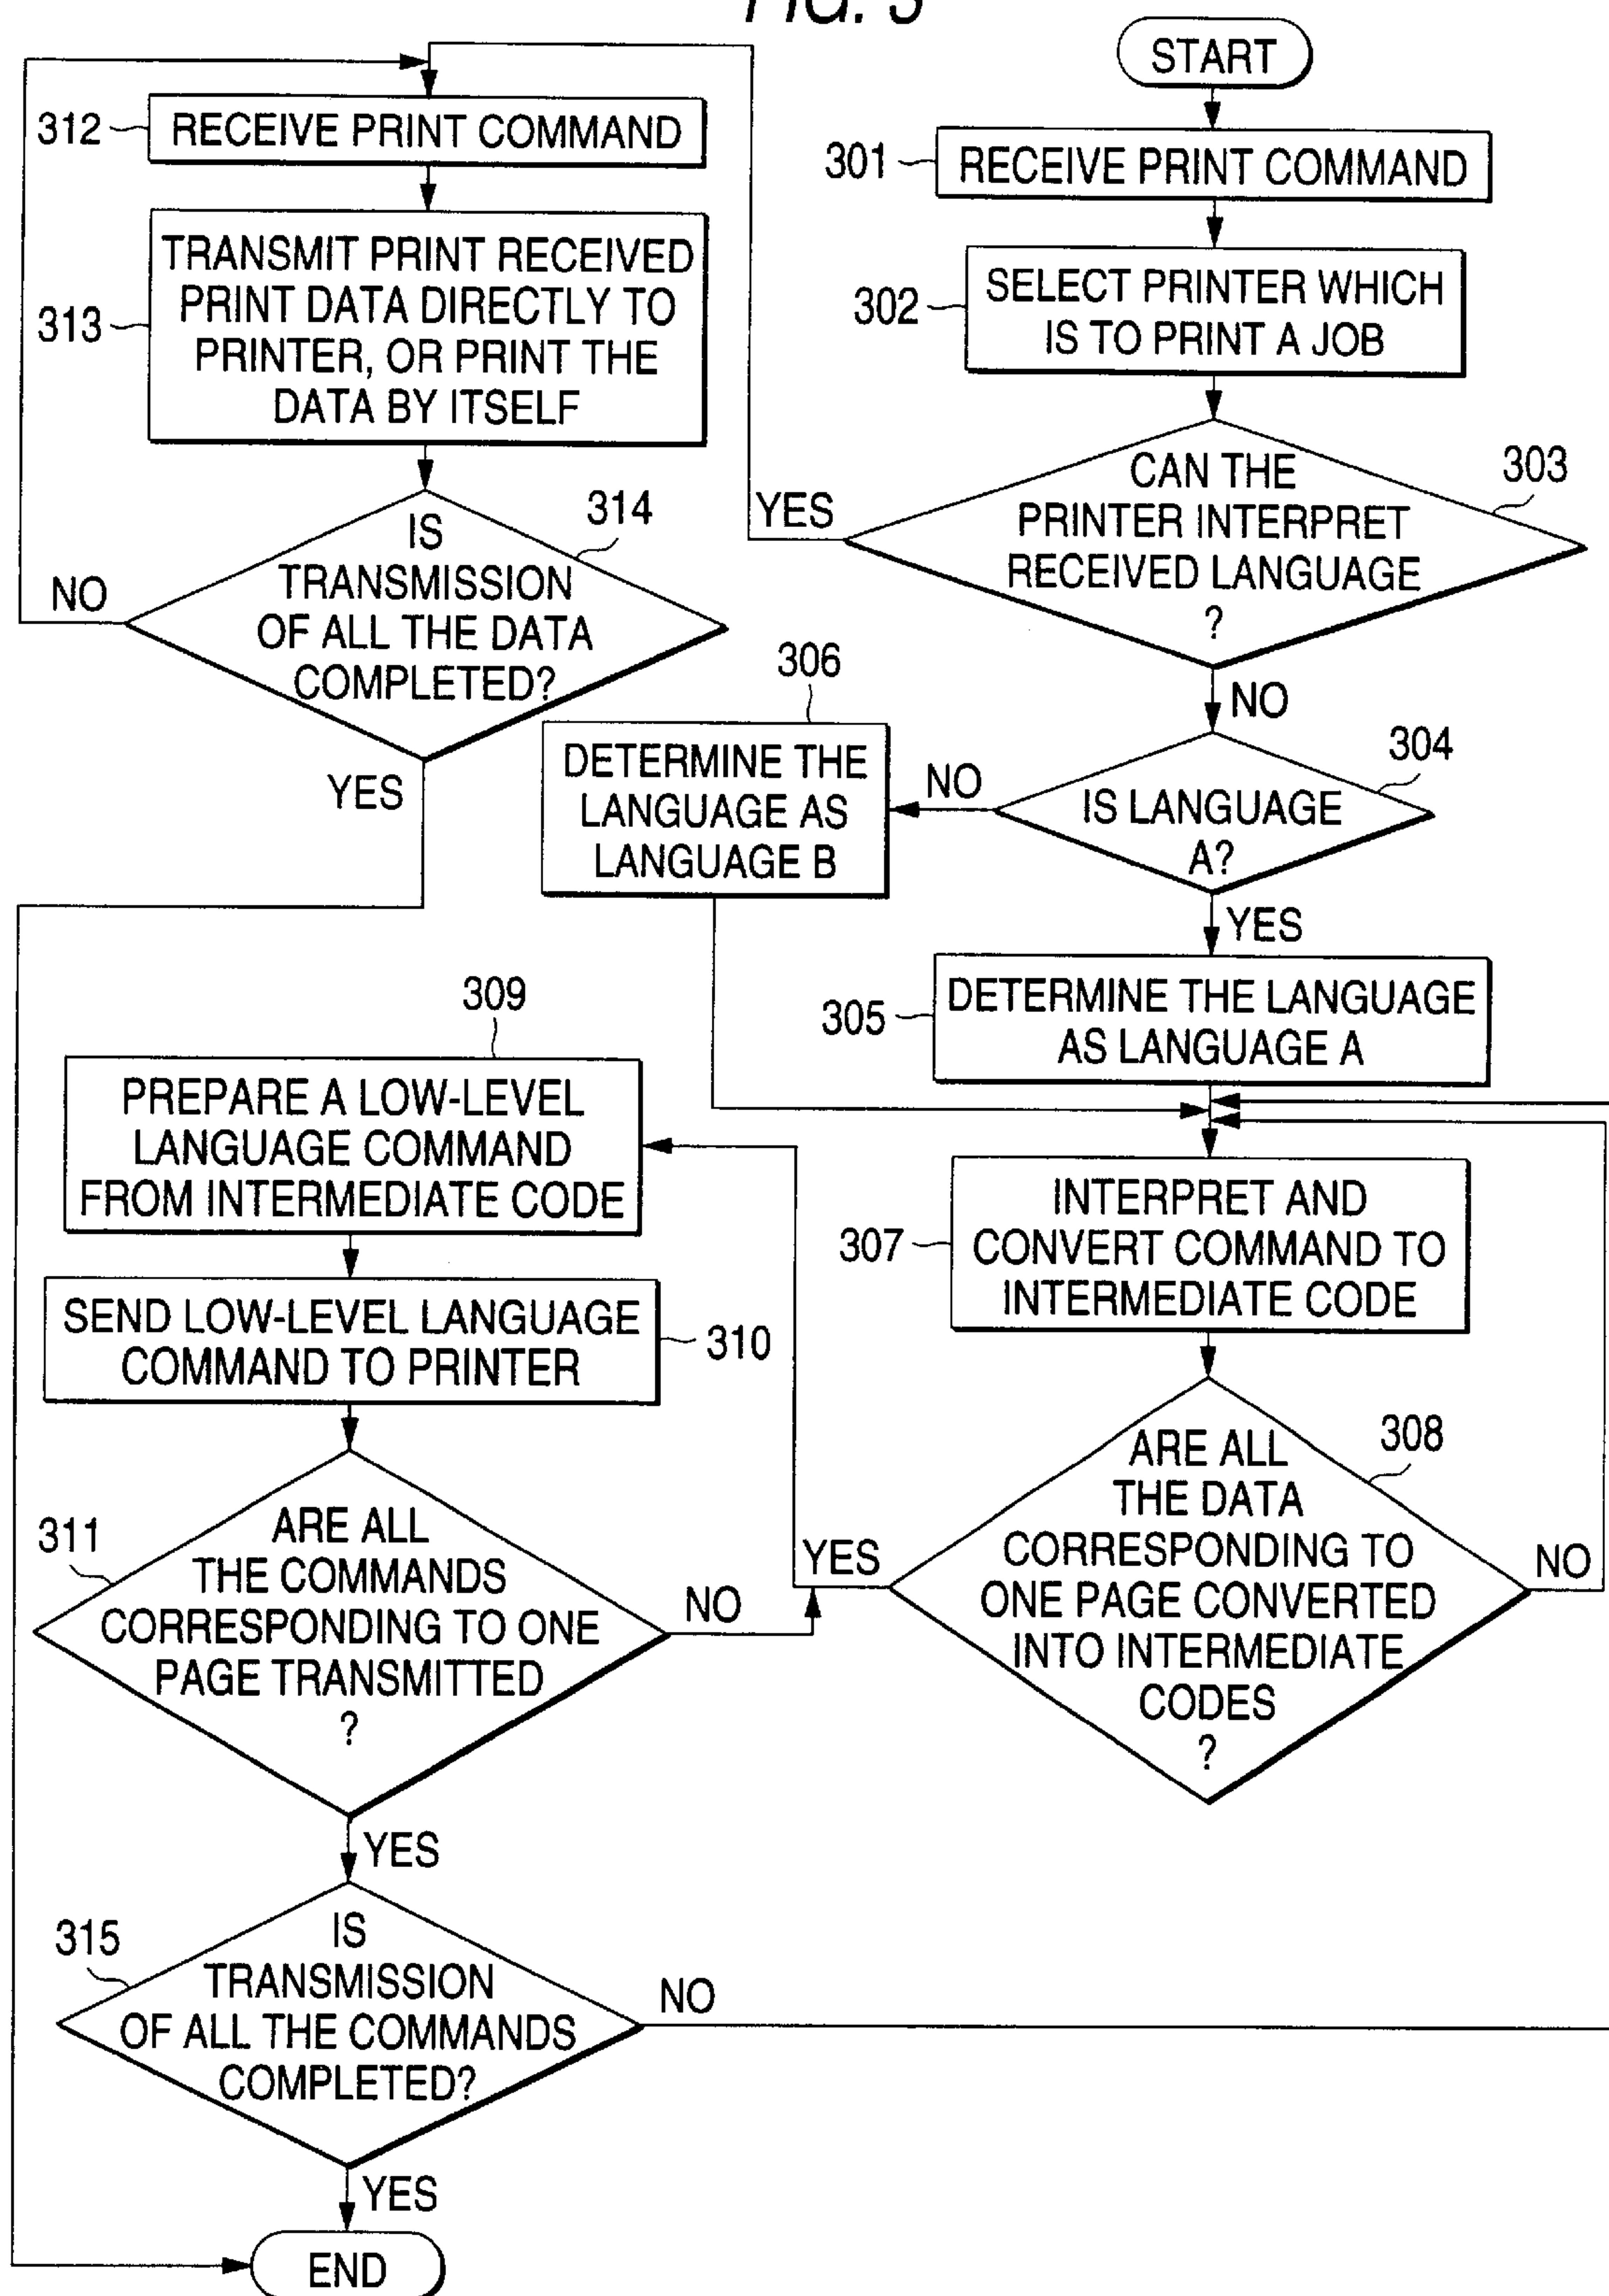 FIG. 3
START
301
RECEIVE PRINT COMMAND
302
SELECT PRINTER WHICH
IS TO PRINT A JOB
303
CAN THE
PRINTER INTERPRET
RECEIVED LANGUAGE
?
YES
NO
312
RECEIVE PRINT COMMAND
313
TRANSMIT PRINT RECEIVED
PRINT DATA DIRECTLY TO
PRINTER, OR PRINT THE
DATA BY ITSELF
314
IS
TRANSMISSION
OF ALL THE DATA
COMPLETED?
NO
YES
304
IS LANGUAGE
A?
NO
YES
306
DETERMINE THE
LANGUAGE AS
LANGUAGE B
305
DETERMINE THE LANGUAGE
AS LANGUAGE A
307
INTERPRET AND
CONVERT COMMAND TO
INTERMEDIATE CODE
308
ARE ALL
THE DATA
CORRESPONDING TO
ONE PAGE CONVERTED
INTO INTERMEDIATE
CODES
?
YES
NO
309
PREPARE A LOW-LEVEL
LANGUAGE COMMAND
FROM INTERMEDIATE CODE
310
SEND LOW-LEVEL LANGUAGE
COMMAND TO PRINTER
311
ARE ALL
THE COMMANDS
CORRESPONDING TO ONE
PAGE TRANSMITTED
?
NO
YES
315
IS
TRANSMISSION
OF ALL THE COMMANDS
COMPLETED?
NO
YES
END